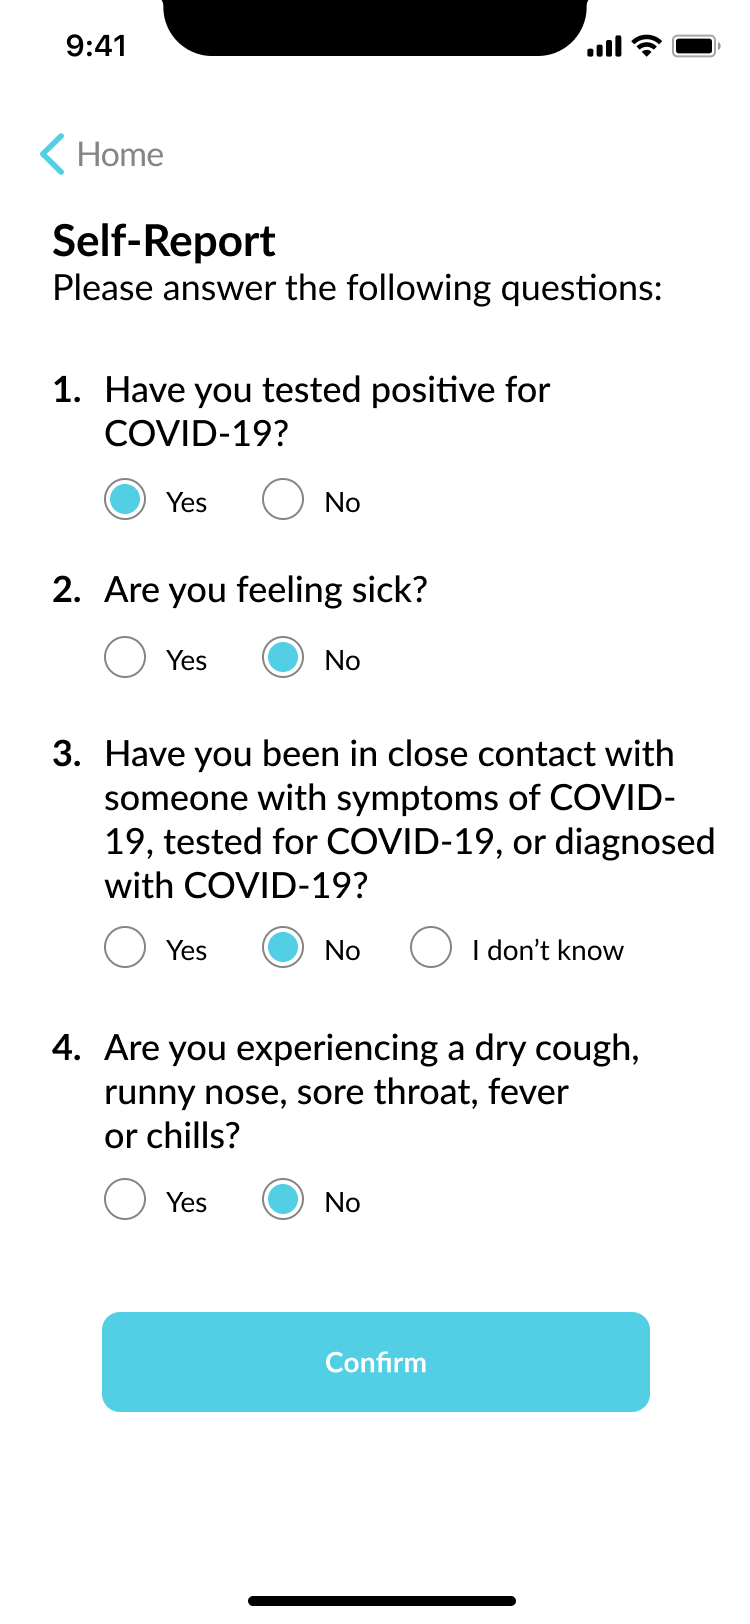 9:41
Home
Self-Report
Please answer the following questions:
1. Have you tested positive for
COVID-19?
Yes No
2. Are you feeling sick?
Yes No
3. Have you been in close contact with
someone with symptoms of COVID-
19, tested for COVID-19, or diagnosed
with COVID-19?
Yes No I don’t know
4. Are you experiencing a dry cough,
runny nose, sore throat, fever
or chills?
Yes No
Confirm